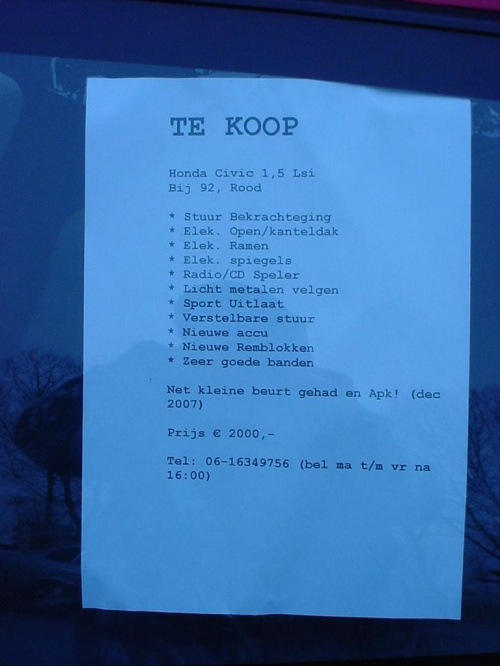 TE KOOP
Honda Civic 1,5 Lsi
Bij 92, Rood
* Stuur Bekrachteging
* Elek. Open/kanteldak
* Elek. Ramen
* Elek. spiegels
* Radio/CD Speler
* Licht metalen velgen
* Sport Uitlaat
* Verstelbare stuur
* Nieuwe accu
* Nieuwe Remblokken
* Zeer goede banden
Net kleine beurt gehad en Apk! (dec
2007)
Prijs € 2000,-
Tel: 06-16349756 (bel ma t/m vr na
16:00)